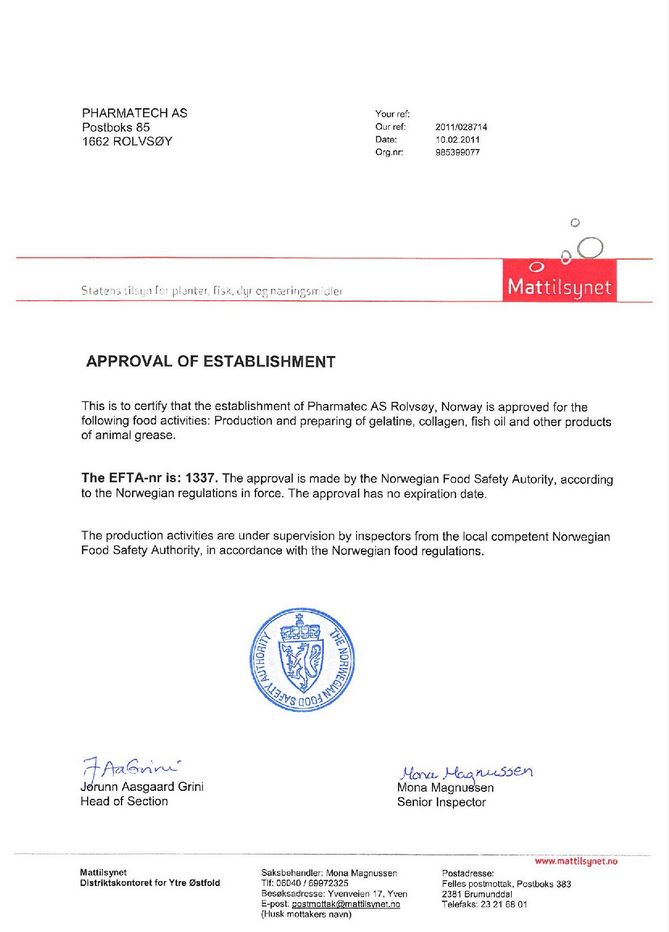 PHARMATECH AS
Postboks 85
1662 ROLVSØY
Your ref:
Our ref: 2011/028714
Date: 10.02.2011
Org.nr: 985399077
Statens tilsyn for planter, fisk, dyr og næringsmidler
Mattilsynet
APPROVAL OF ESTABLISHMENT
This is to certify that the establishment of Pharmatec AS Rolvsøy, Norway is approved for the
following food activities: Production and preparing of gelatine, collagen, fish oil and other products
of animal grease.
The EFTA-nr is: 1337. The approval is made by the Norwegian Food Safety Autority, according
to the Norwegian regulations in force. The approval has no expiration date.
The production activities are under supervision by inspectors from the local competent Norwegian
Food Safety Authority, in accordance with the Norwegian food regulations.
THE NORWEGIAN FOOD SAFETY AUTHORITY
J Aa Grini
Jørunn Aasgaard Grini
Head of Section
Mona Magnussen
Mona Magnussen
Senior Inspector
www.mattilsynet.no
Mattilsynet
Distriktskontoret for Ytre Østfold
Saksbehandler: Mona Magnussen
Tlf: 06040 / 69972325
Besøksadresse: Yvenveien 17, Yven
E-post: postmottak@mattilsynet.no
(Husk mottakers navn)
Postadresse:
Felles postmottak, Postboks 383
2381 Brumunddal
Telefaks: 23 21 68 01